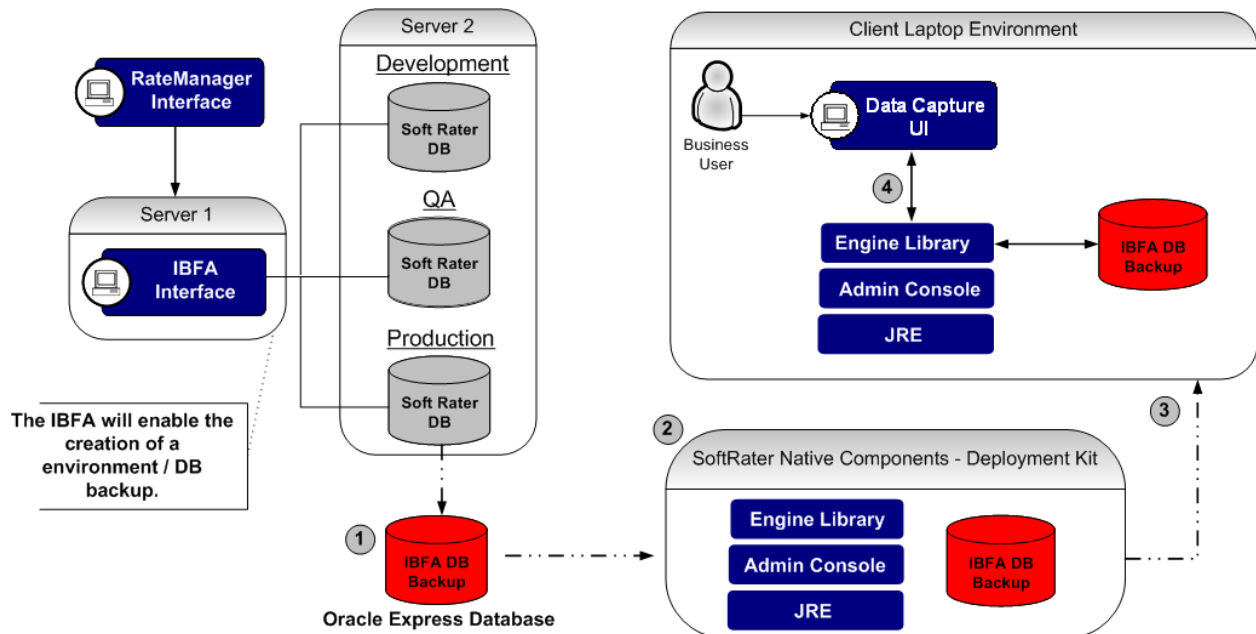 RateManager
Interface
Server 1
IBFA
Interface
The IBFA will enable the
creation of a
environment / DB
backup.
Server 2
Development
Soft Rater
DB
QA
Soft Rater
DB
Production
Soft Rater
DB
1
IBFA DB
Backup
Oracle Express Database
2
SoftRater Native Components - Deployment Kit
Engine Library
Admin Console
JRE
IBFA DB
Backup
3
Client Laptop Environment
Business
User
Data Capture
UI
4
Engine Library
Admin Console
JRE
IBFA DB
Backup